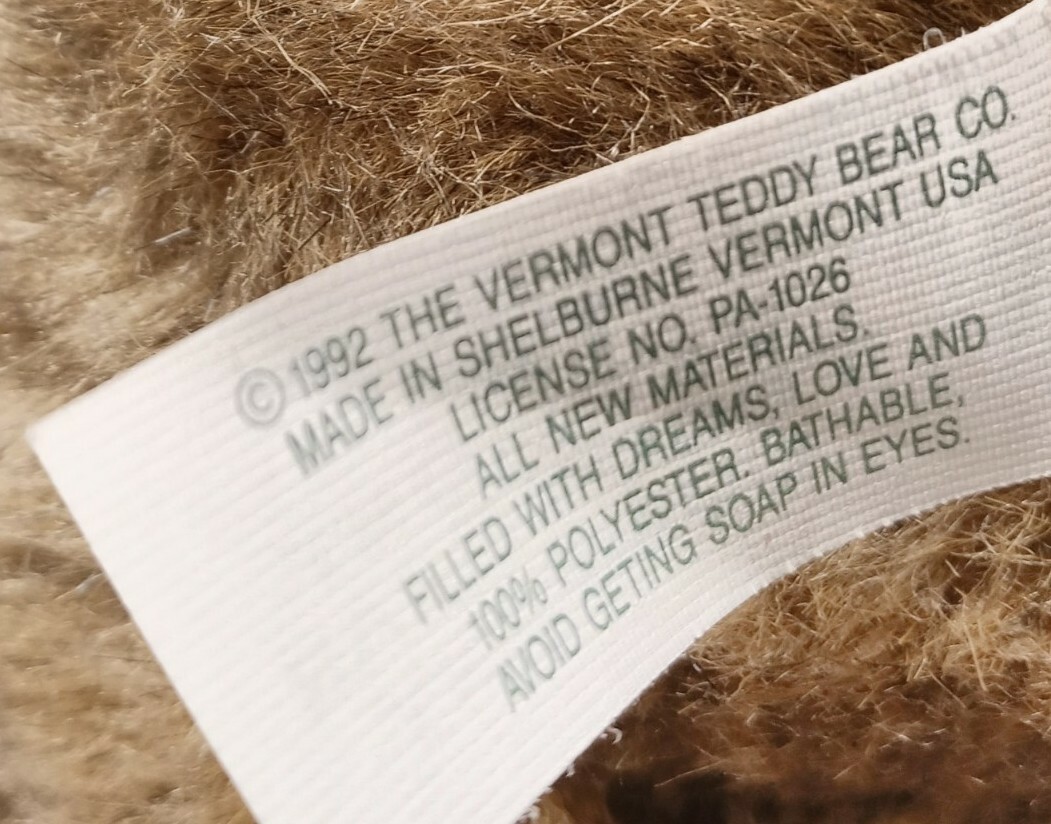 © 1992 THE VERMONT TEDDY BEAR CO.
MADE IN SHELBURNE VERMONT USA
LICENSE NO. PA-1026
ALL NEW MATERIALS.
FILLED WITH DREAMS, LOVE AND
100% POLYESTER. BATHABLE,
AVOID GETING SOAP IN EYES.